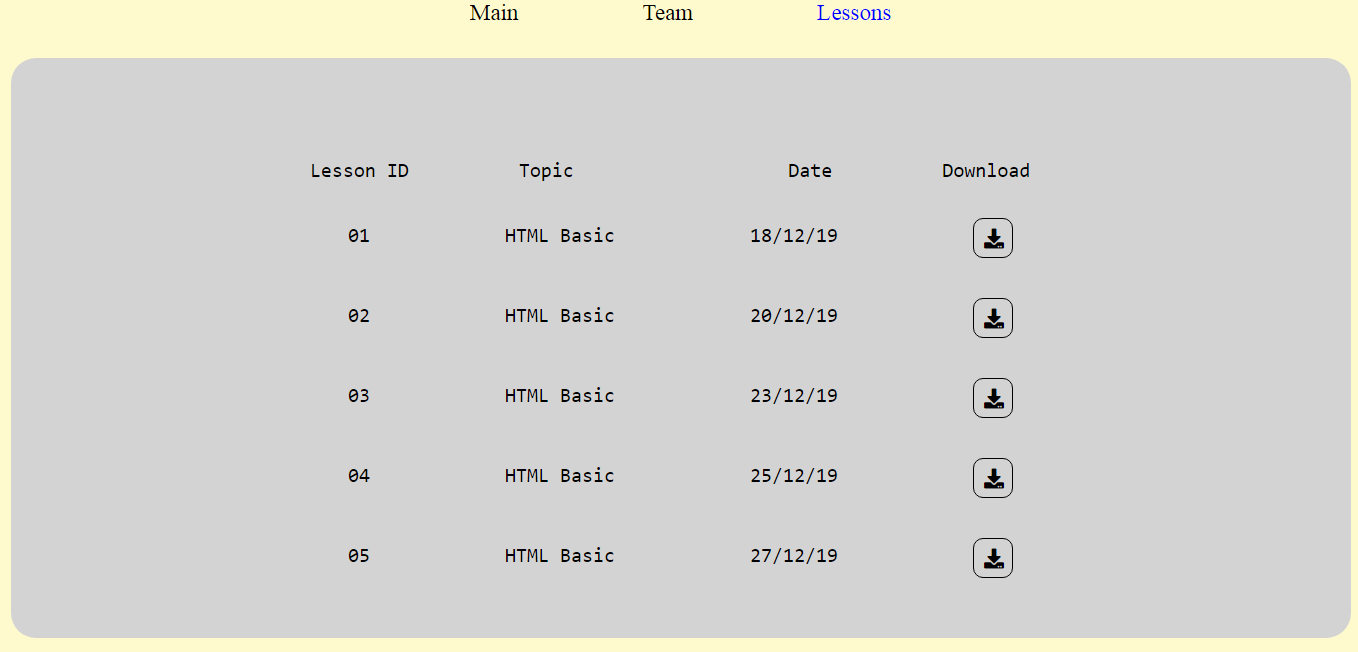 Main Team Lessons
Lesson ID Topic Date Download
01 HTML Basic 18/12/19
02 HTML Basic 20/12/19
03 HTML Basic 23/12/19
04 HTML Basic 25/12/19
05 HTML Basic 27/12/19